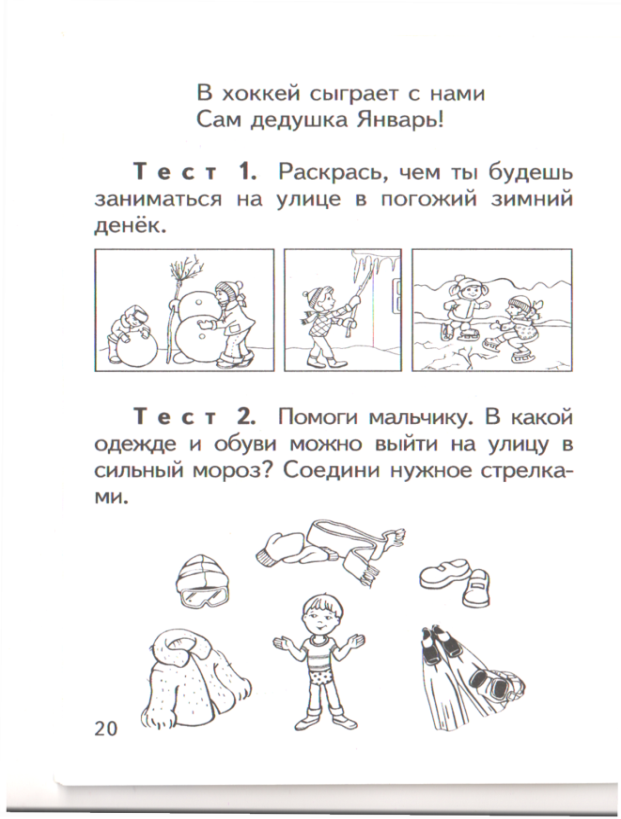 В хоккей сыграет с нами
Сам дедушка Январь!
Тест 1. Раскрась, чем ты будешь
заниматься на улице в погожий зимний
денёк.
Тест 2. Помоги мальчику. В какой
одежде и обуви можно выйти на улицу в
сильный мороз? Соедини нужное стрелка-
ми.
20